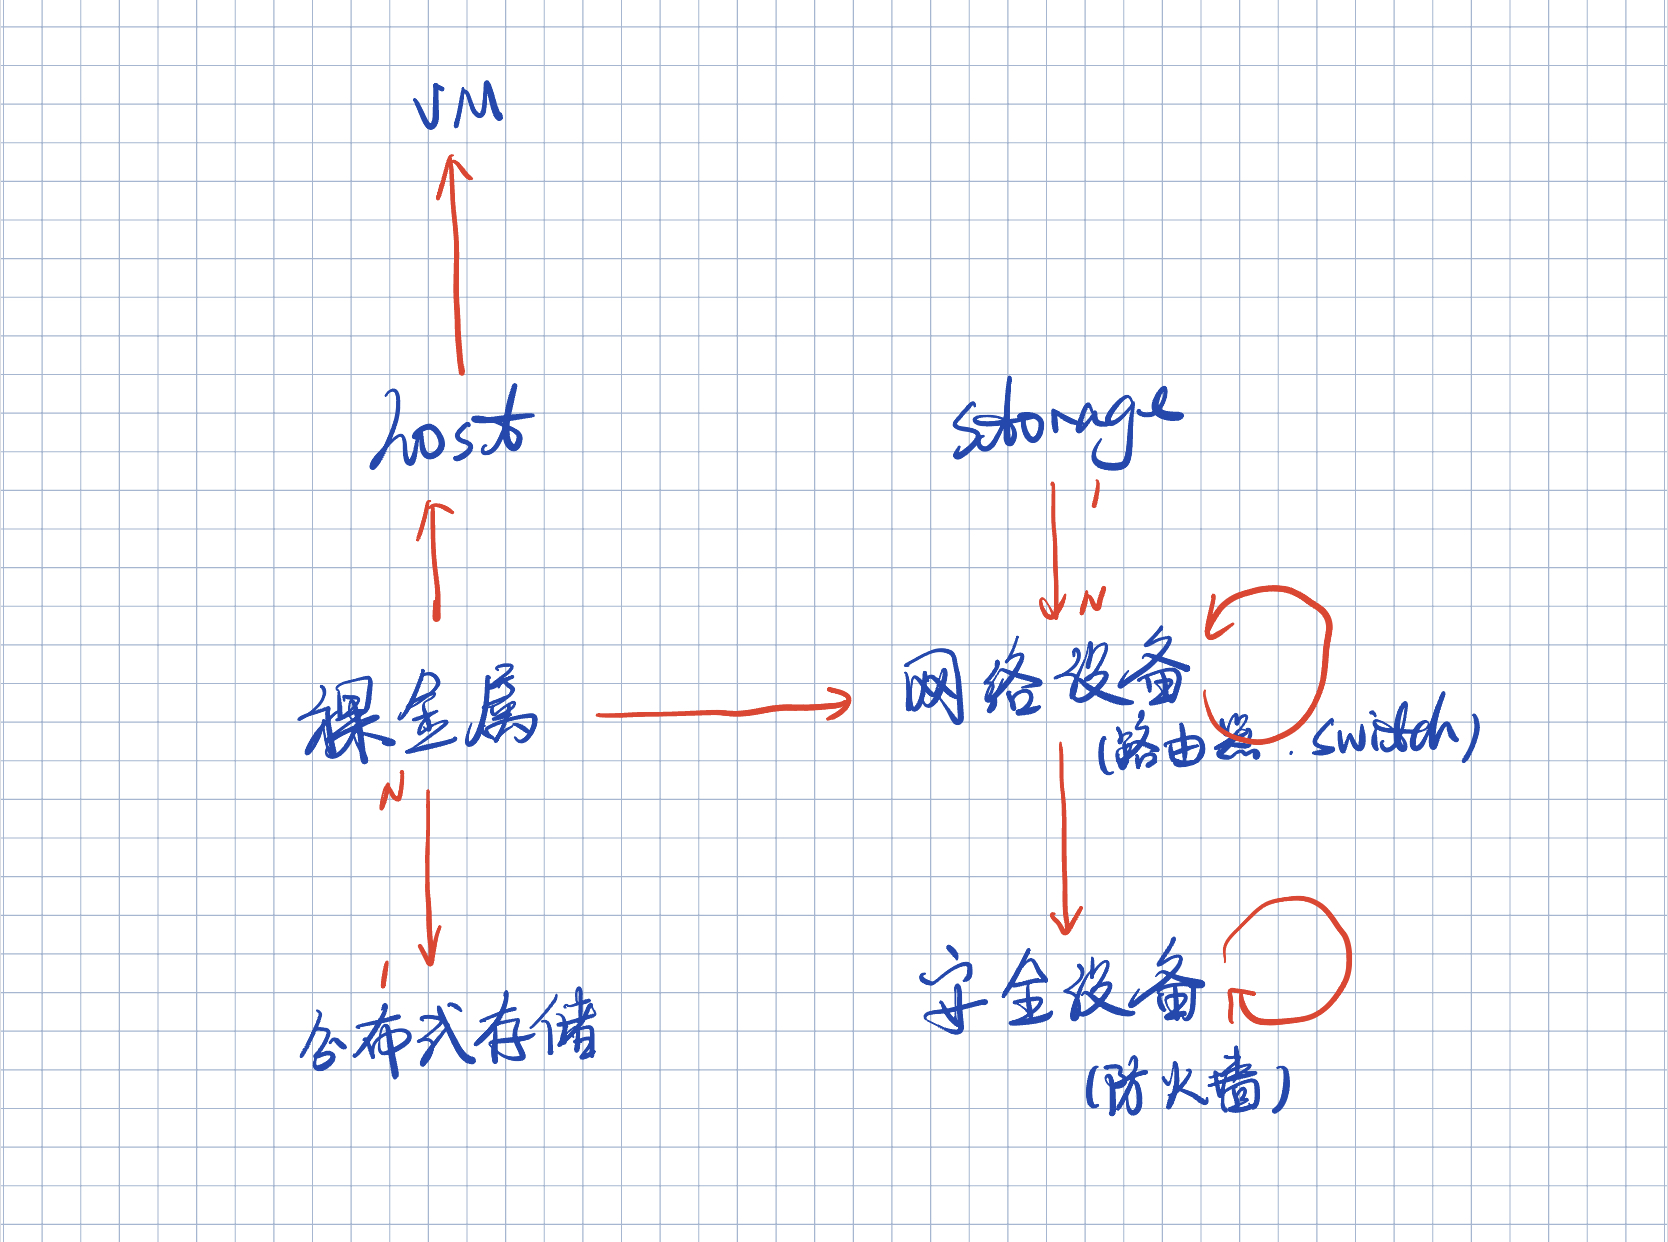 VM
host
storage
1
N
裸金属
网络设备
(路由器. switch)
N
1
分布式存储
安全设备
(防火墙)